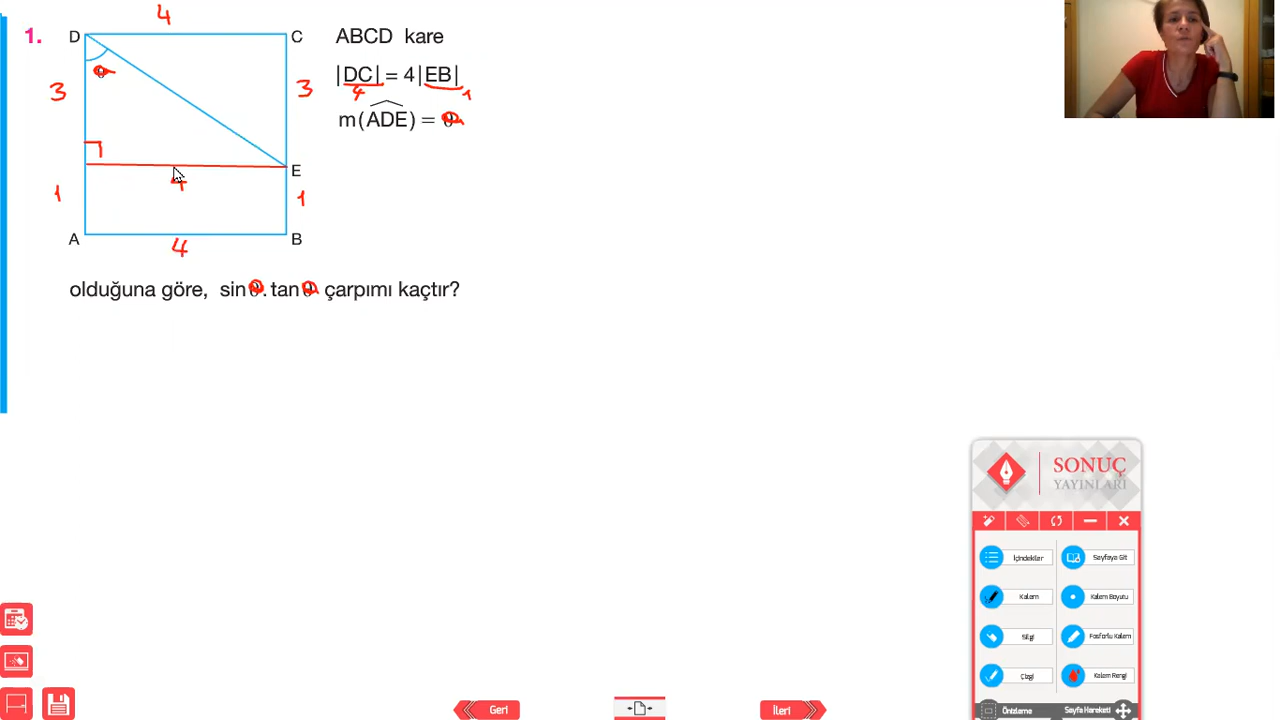 4
1. D C ABCD kare
3 θ 3 |DC| = 4|EB|
4 1
m(ADE) = θ
E
1 4 1
A B
4
olduğuna göre, sinθ . tanθ çarpımı kaçtır?
SONUÇ
YAYINLARI
İçindekiler Sayfaya Git
Kalem Kalem Boyutu
Silgi Fosforlu Kalem
Çizgi Kalem Rengi
Önizleme Sayfa Hareketi
Geri İleri